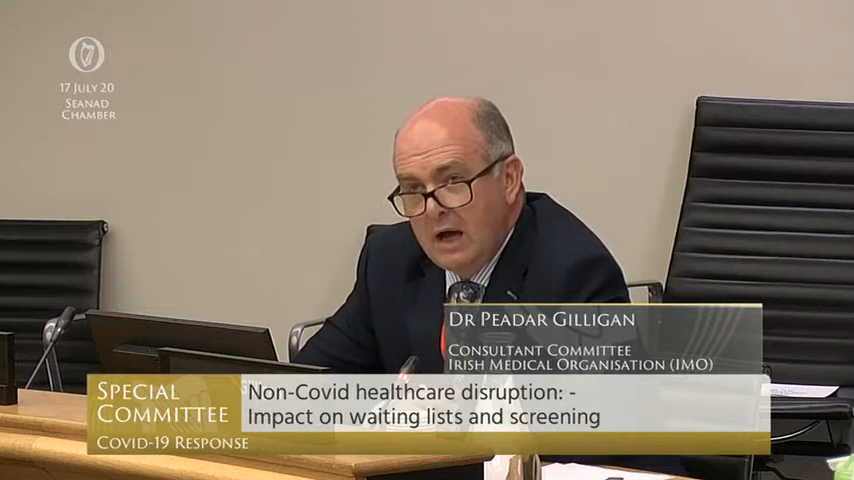 17 July 20
Seanad
Chamber
Dr Peadar Gilligan
Consultant Committee
Irish Medical Organisation (IMO)
Special
Committee
Non-Covid healthcare disruption: -
Impact on waiting lists and screening
Covid-19 Response